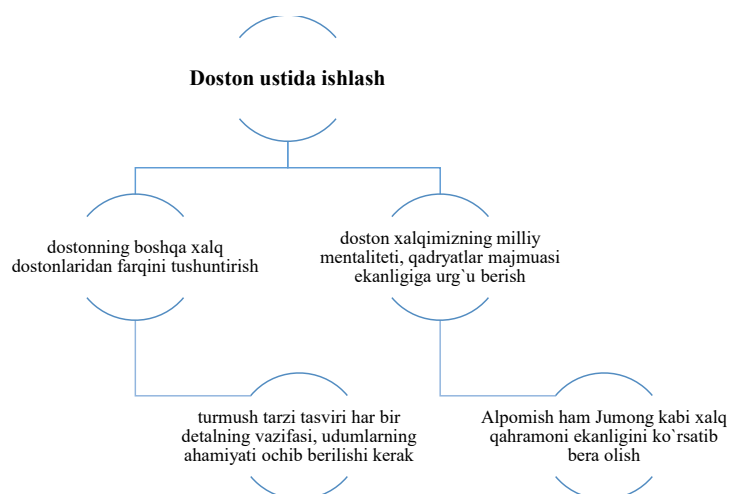 Doston ustida ishlash
dostonning boshqa xalq
dostonlaridan farqini tushuntirish
doston xalqimizning milliy
mentaliteti, qadryatlar majmuasi
ekanligiga urg`u berish
turmush tarzi tasviri har bir
detalning vazifasi, udumlarning
ahamiyati ochib berilishi kerak
Alpomish ham Jumong kabi xalq
qahramoni ekanligini ko`rsatib
bera olish